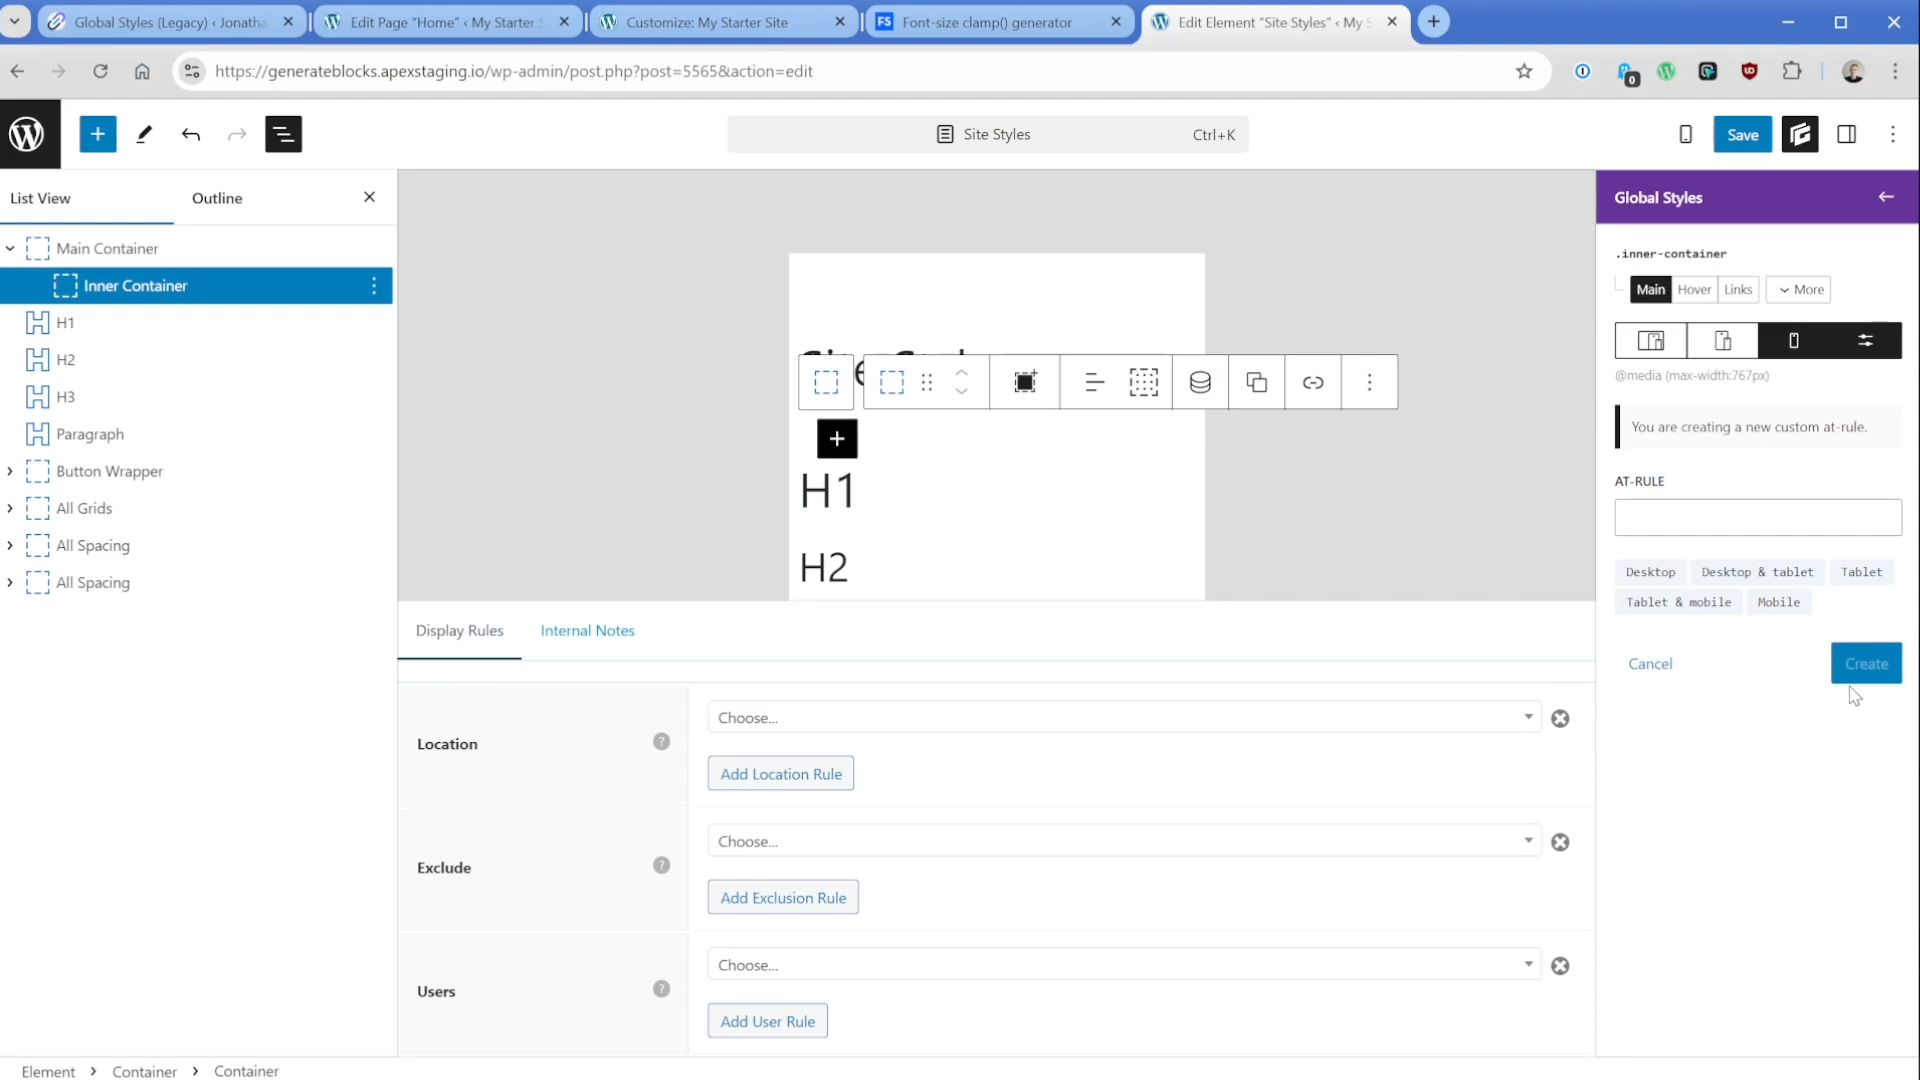 Global Styles (Legacy) ‹ Jonatha
Edit Page "Home" ‹ My Starter S
Customize: My Starter Site
FS
Font-size clamp() generator
Edit Element "Site Styles" ‹ My S
https://generateblocks.apexstaging.io/wp-admin/post.php?post=5565&action=edit
0
Site Styles
Ctrl+K
Save
List View
Outline
Main Container
Inner Container
H1
H2
H3
Paragraph
Button Wrapper
All Grids
All Spacing
All Spacing
H1
H2
Display Rules
Internal Notes
Location
?
Choose...
Add Location Rule
Exclude
?
Choose...
Add Exclusion Rule
Users
?
Choose...
Add User Rule
Global Styles
.inner-container
Main
Hover
Links
More
@media (max-width:767px)
You are creating a new custom at-rule.
AT-RULE
Desktop
Desktop & tablet
Tablet
Tablet & mobile
Mobile
Cancel
Create
Element
Container
Container